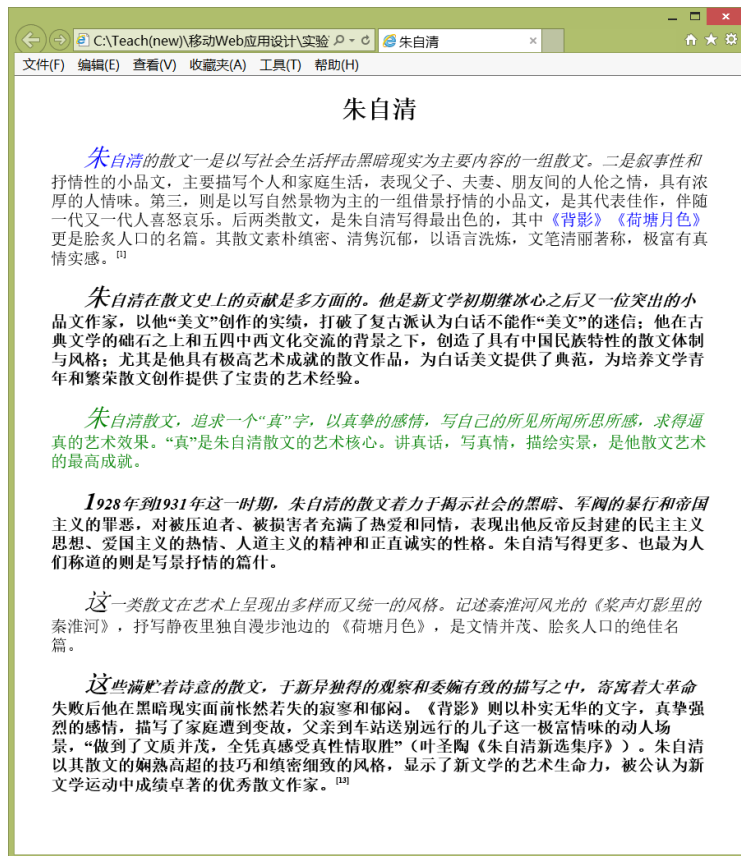 C:\Teach(new)\移动Web应用设计\实验
朱自清
文件(F) 编辑(E) 查看(V) 收藏夹(A) 工具(T) 帮助(H)
朱自清
朱自清的散文一是以写社会生活抨击黑暗现实为主要内容的一组散文。二是叙事性和
抒情性的小品文，主要描写个人和家庭生活，表现父子、夫妻、朋友间的人伦之情，具有浓
厚的人情味。第三，则是以写自然景物为主的一组借景抒情的小品文，是其代表佳作，伴随
一代又一代人喜怒哀乐。后两类散文，是朱自清写得最出色的，其中《背影》《荷塘月色》
更是脍炙人口的名篇。其散文素朴缜密、清隽沉郁，以语言洗炼，文笔清丽著称，极富有真
情实感。[1]
朱自清在散文史上的贡献是多方面的。他是新文学初期继冰心之后又一位突出的小
品文作家，以他“美文”创作的实绩，打破了复古派认为白话不能作“美文”的迷信；他在古
典文学的础石之上和五四中西文化交流的背景之下，创造了具有中国民族特性的散文体制
与风格；尤其是他具有极高艺术成就的散文作品，为白话美文提供了典范，为培养文学青
年和繁荣散文创作提供了宝贵的艺术经验。
朱自清散文，追求一个“真”字，以真挚的感情，写自己的所见所闻所思所感，求得逼
真的艺术效果。“真”是朱自清散文的艺术核心。讲真话，写真情，描绘实景，是他散文艺术
的最高成就。
1928年到1931年这一时期，朱自清的散文着力于揭示社会的黑暗、军阀的暴行和帝国
主义的罪恶，对被压迫者、被损害者充满了热爱和同情，表现出他反帝反封建的民主主义
思想、爱国主义的热情、人道主义的精神和正直诚实的性格。朱自清写得更多、也最为人
们称道的则是写景抒情的篇什。
这一类散文在艺术上呈现出多样而又统一的风格。记述秦淮河风光的《桨声灯影里的
秦淮河》，抒写静夜里独自漫步池边的 《荷塘月色》，是文情并茂、脍炙人口的绝佳名
篇。
这些满贮着诗意的散文，于新异独得的观察和委婉有致的描写之中，寄寓着大革命
失败后他在黑暗现实面前怅然若失的寂寥和郁闷。《背影》则以朴实无华的文字，真挚强
烈的感情，描写了家庭遭到变故，父亲到车站送别远行的儿子这一极富情味的动人场
景，“做到了文质并茂，全凭真感受真性情取胜”（叶圣陶《朱自清新选集序》）。朱自清
以其散文的娴熟高超的技巧和缜密细致的风格，显示了新文学的艺术生命力，被公认为新
文学运动中成绩卓著的优秀散文作家。[13]